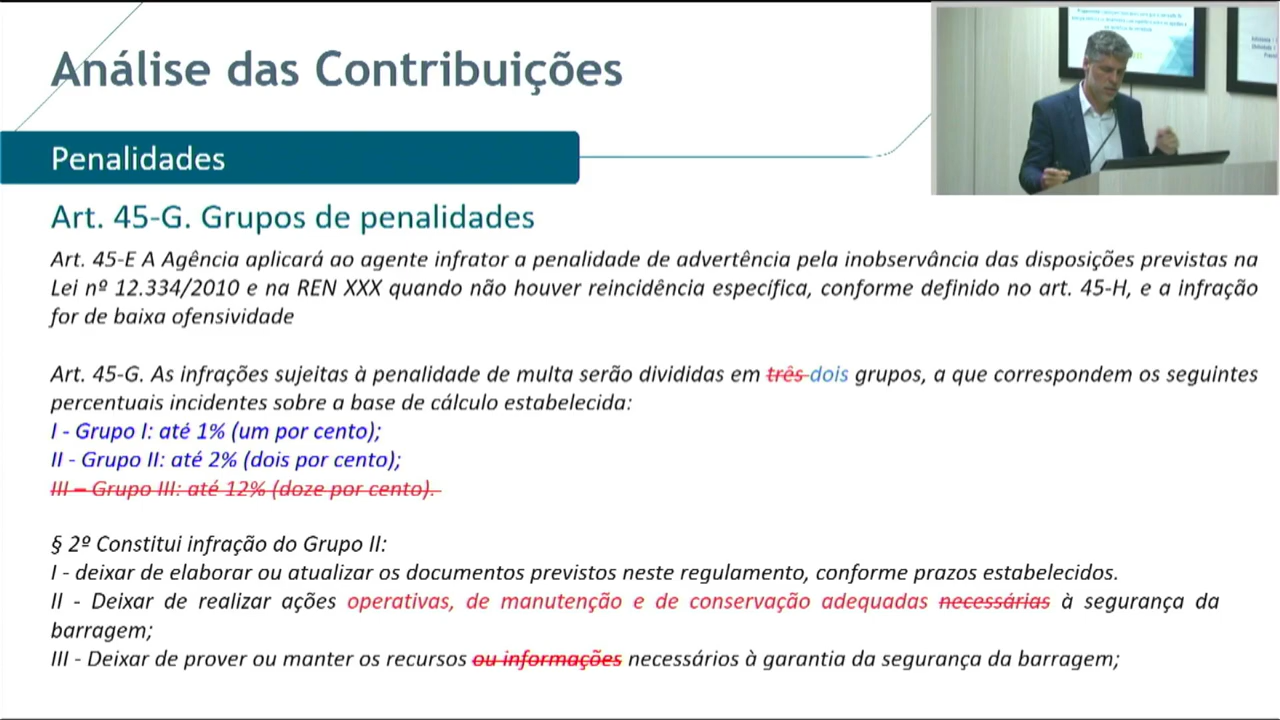 Análise das Contribuições
Penalidades
Art. 45-G. Grupos de penalidades
Art. 45-E A Agência aplicará ao agente infrator a penalidade de advertência pela inobservância das disposições previstas na
Lei nº 12.334/2010 e na REN XXX quando não houver reincidência específica, conforme definido no art. 45-H, e a infração
for de baixa ofensividade
Art. 45-G. As infrações sujeitas à penalidade de multa serão divididas em três dois grupos, a que correspondem os seguintes
percentuais incidentes sobre a base de cálculo estabelecida:
I - Grupo I: até 1% (um por cento);
II - Grupo II: até 2% (dois por cento);
III – Grupo III: até 12% (doze por cento).
§ 2º Constitui infração do Grupo II:
I - deixar de elaborar ou atualizar os documentos previstos neste regulamento, conforme prazos estabelecidos.
II - Deixar de realizar ações operativas, de manutenção e de conservação adequadas necessárias à segurança da
barragem;
III - Deixar de prover ou manter os recursos ou informações necessários à garantia da segurança da barragem;